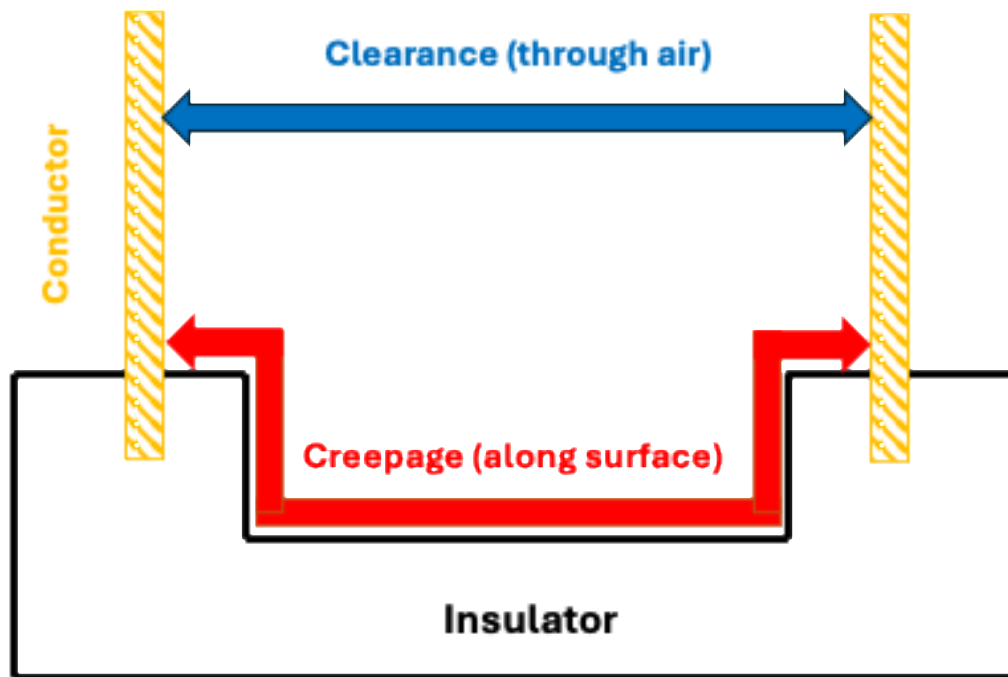 Clearance (through air)
Conductor
Creepage (along surface)
Insulator